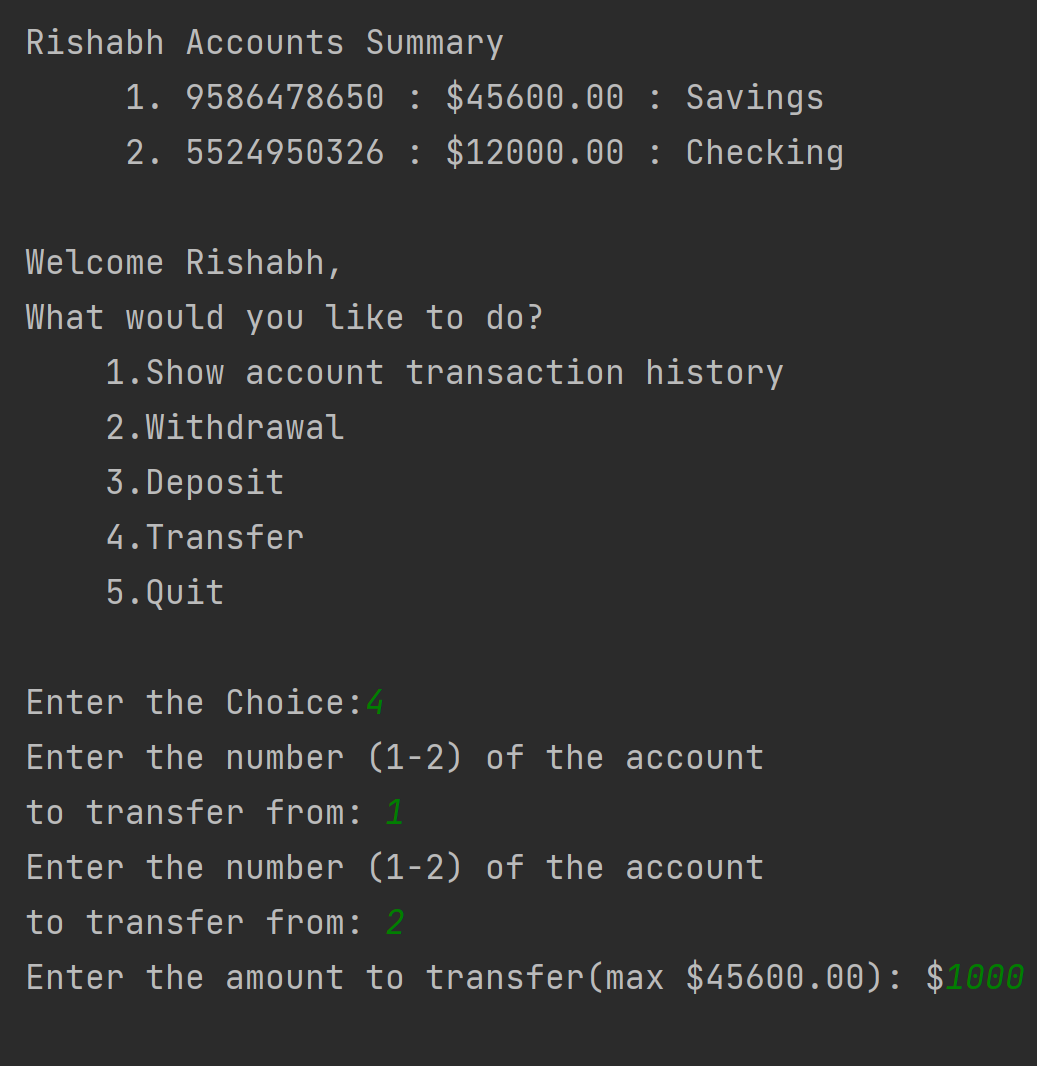 Rishabh Accounts Summary
1. 9586478650 : $45600.00 : Savings
2. 5524950326 : $12000.00 : Checking
Welcome Rishabh,
What would you like to do?
1.Show account transaction history
2.Withdrawal
3.Deposit
4.Transfer
5.Quit
Enter the Choice:4
Enter the number (1-2) of the account
to transfer from: 1
Enter the number (1-2) of the account
to transfer from: 2
Enter the amount to transfer(max $45600.00): $1000